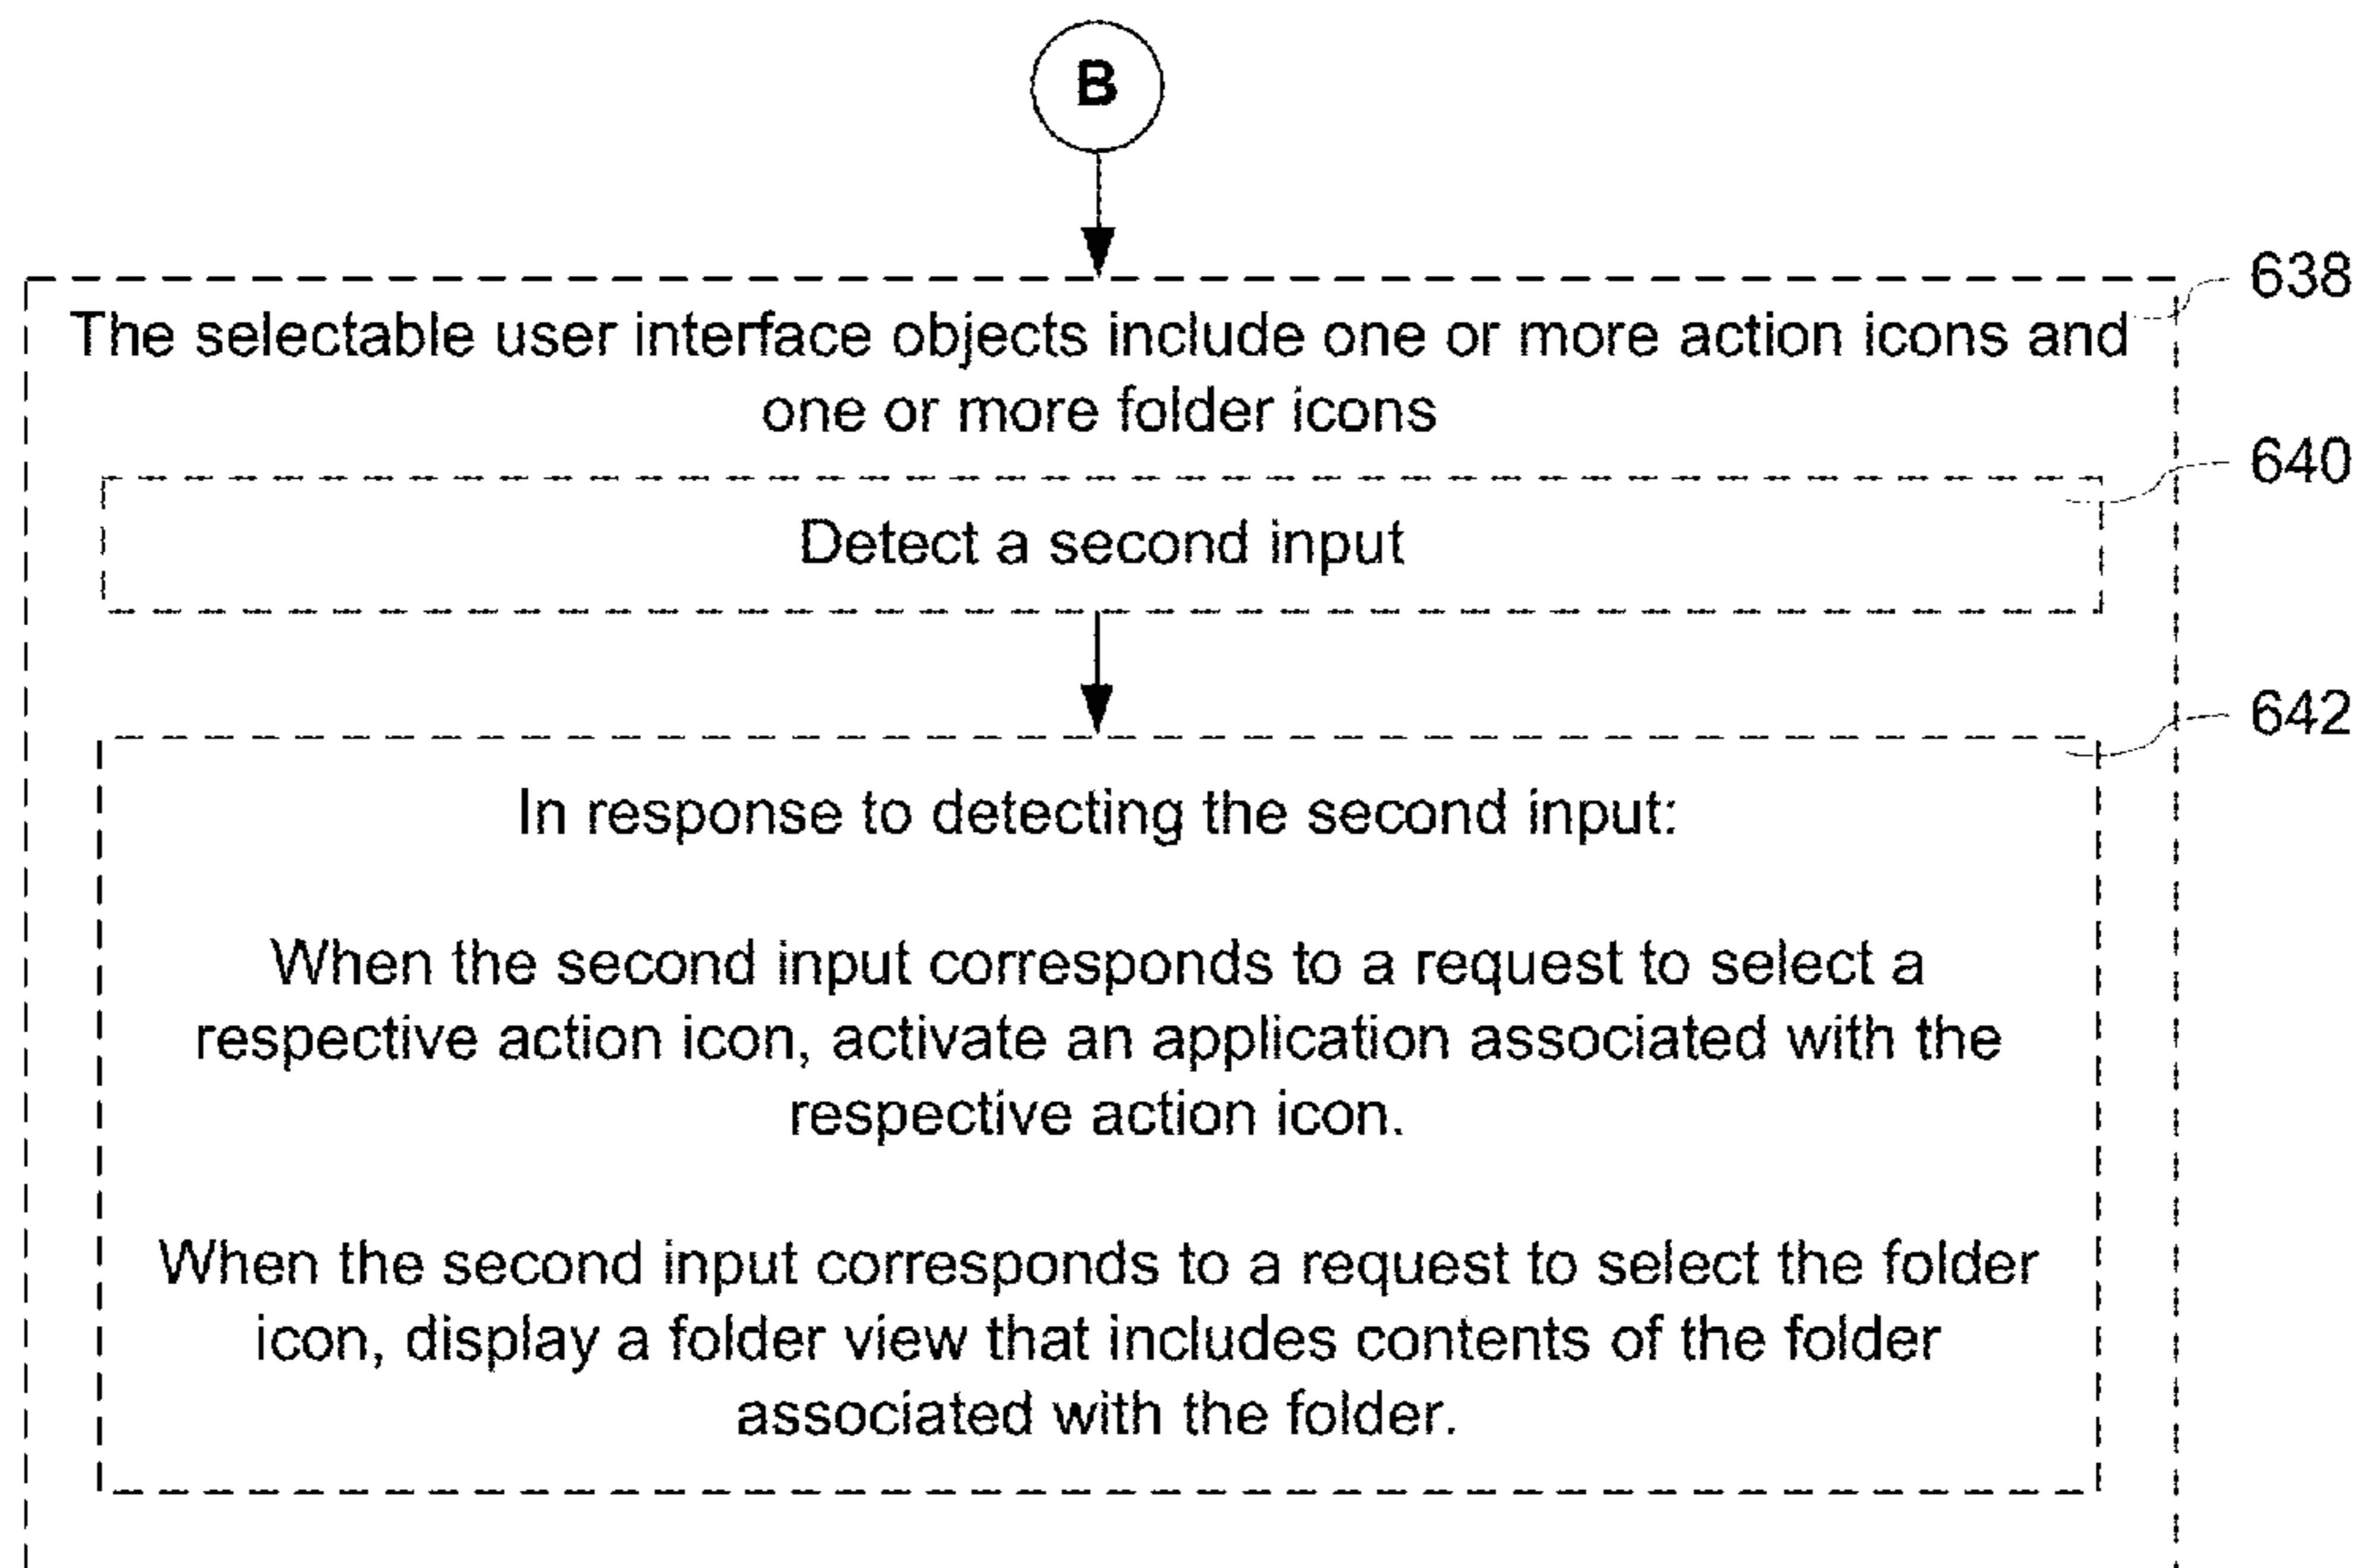 B
638
The selectable user interface objects include one or more action icons and
one or more folder icons
640
Detect a second input
642
In response to detecting the second input:
When the second input corresponds to a request to select a
respective action icon, activate an application associated with the
respective action icon.
When the second input corresponds to a request to select the folder
icon, display a folder view that includes contents of the folder
associated with the folder.